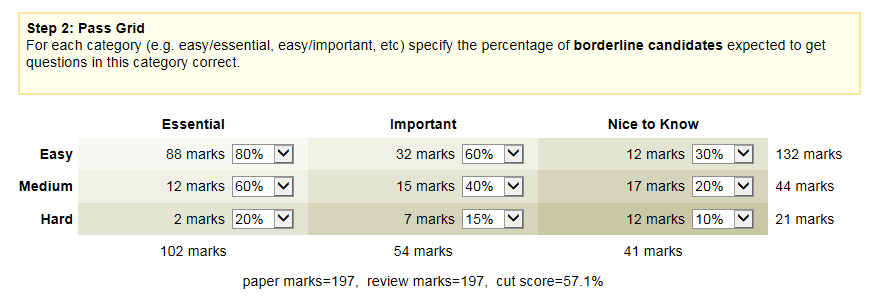 Step 2: Pass Grid
For each category (e.g. easy/essential, easy/important, etc) specify the percentage of borderline candidates expected to get
questions in this category correct.
Essential Important Nice to Know
Easy 88 marks 80% 32 marks 60% 12 marks 30% 132 marks
Medium 12 marks 60% 15 marks 40% 17 marks 20% 44 marks
Hard 2 marks 20% 7 marks 15% 12 marks 10% 21 marks
102 marks 54 marks 41 marks
paper marks=197, review marks=197, cut score=57.1%